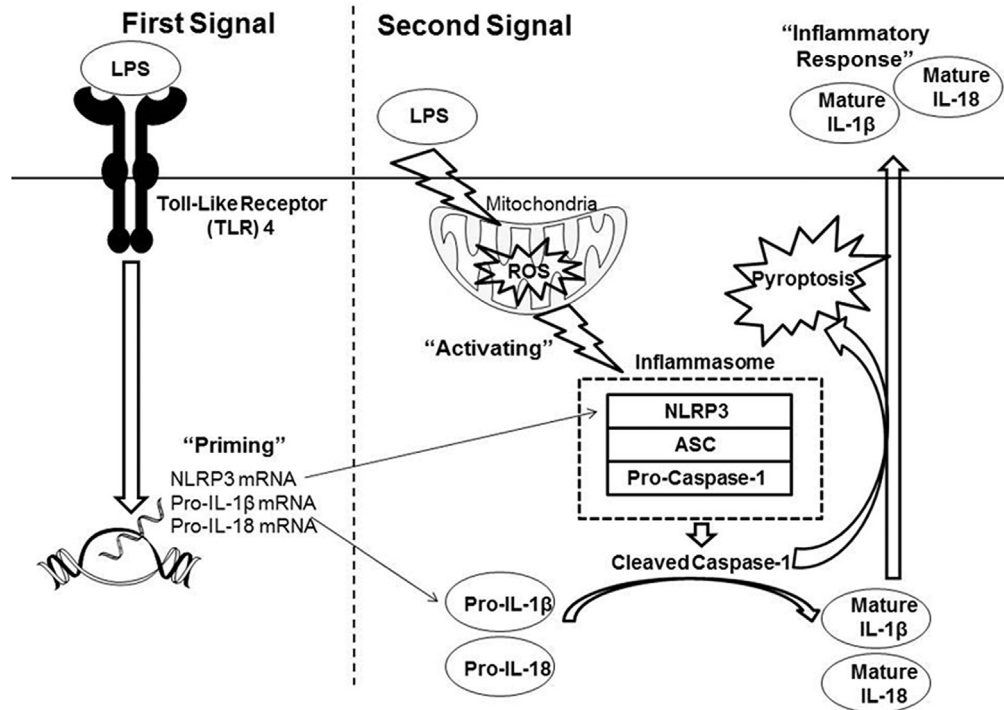 First Signal
LPS
Toll-Like Receptor
(TLR) 4
“Priming”
NLRP3 mRNA
Pro-IL-1β mRNA
Pro-IL-18 mRNA
Second Signal
LPS
Mitochondria
ROS
“Activating”
Inflammasome
NLRP3
ASC
Pro-Caspase-1
Cleaved Caspase-1
Pro-IL-1β
Pro-IL-18
Mature
IL-1β
Mature
IL-18
Pyroptosis
“Inflammatory
Response”
Mature
IL-1β
Mature
IL-18